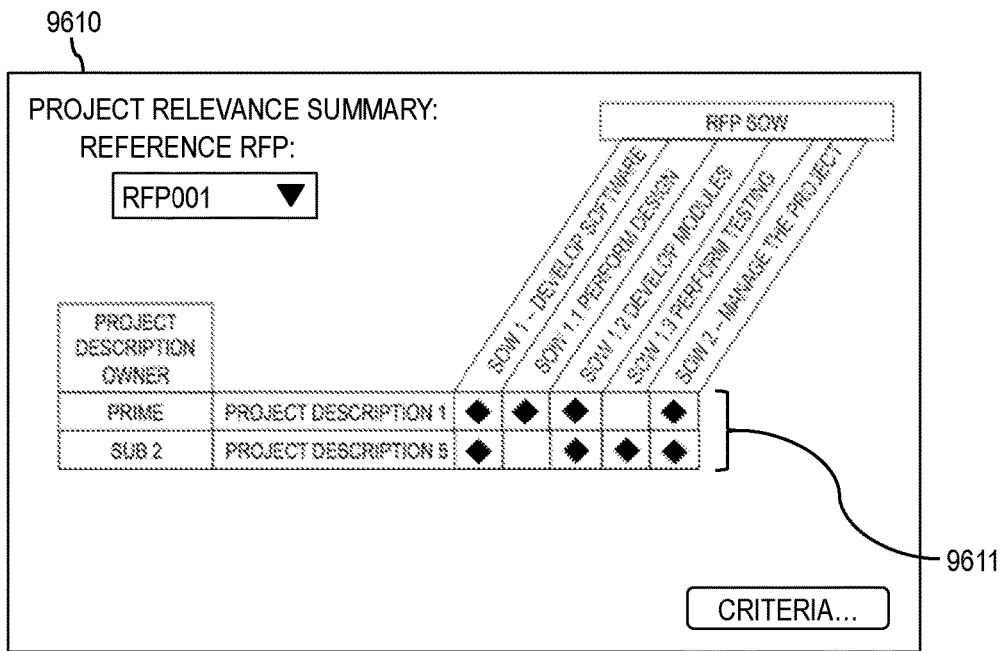 9610
PROJECT RELEVANCE SUMMARY:
REFERENCE RFP:
RFP001
RFP SOW
SOW 1 - DEVELOP SOFTWARE
SOW 1.1 PERFORM DESIGN
SOW 1.2 DEVELOP MODULES
SOW 1.3 PERFORM TESTING
SOW 2 - MANAGE THE PROJECT
PROJECT
DESCRIPTION
OWNER
PRIME PROJECT DESCRIPTION 1
SUB 2 PROJECT DESCRIPTION 5
9611
CRITERIA...